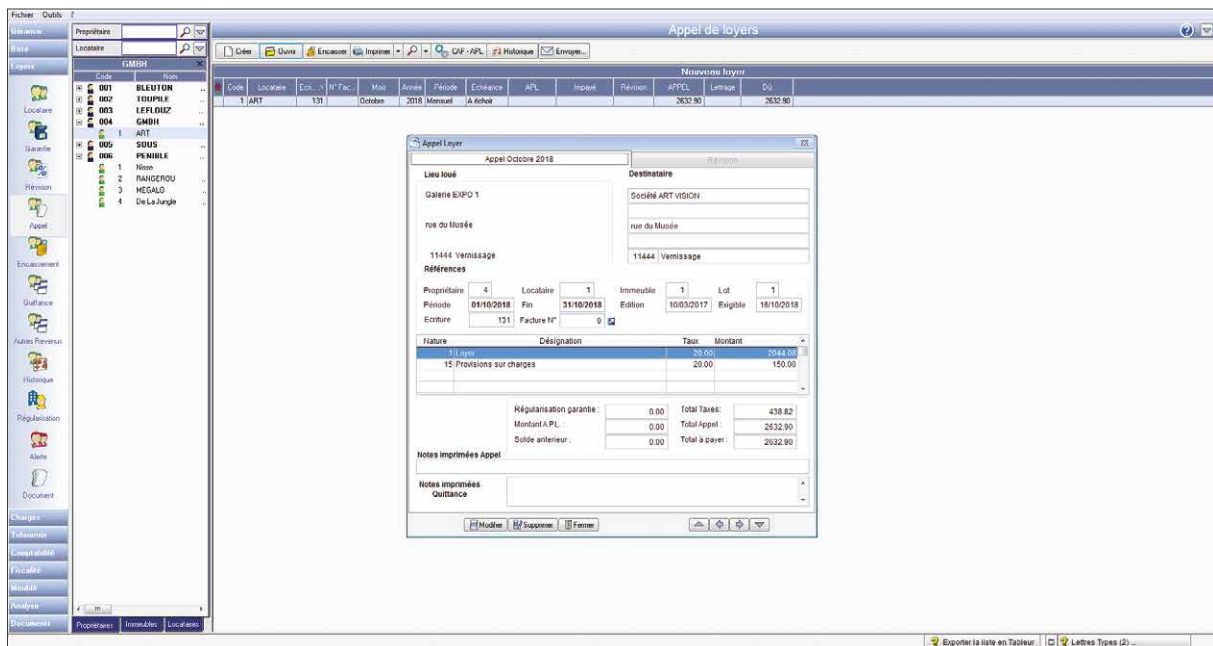 Fichier Outils ?
Gérance
Base
Loyers
Locataire
Garantie
Révision
Appel
Encaissement
Quittance
Autres Revenus
Historique
Régularisation
Alerte
Document
Charges
Trésorerie
Comptabilité
Fiscalité
Meublé
Analyse
Documents
Propriétaire
Locataire
GMBH
Code Nom
001 BLEUTON ..
002 TOUPILE ..
003 LEFLOUZ ..
004 GMBH ..
1 ART
005 SOUS ..
006 PENIBLE ..
1 Nisse
2 RANGEROU
3 MEGALO ..
4 De La Jungle ..
Propriétaires Immeubles Locataires
Appel de loyers
Créer Ouvrir Encaisser Imprimer CAF - APL Historique Envoyer...
Nouveau loyer
Code Locataire Ecri... N° Fac... Mois Année Période Echéance APL Impayé Révision APPEL Lettrage Dû
1 ART 131 Octobre 2018 Mensuel A échoir 2632.90 2632.90
Appel Loyer
Appel Octobre 2018 Révision
Lieu loué Destinataire
Galerie EXPO 1 Société ART VISION
rue du Musée rue du Musée
11444 Vernissage 11444 Vernissage
Références
Propriétaire 4 Locataire 1 Immeuble 1 Lot 1
Période 01/10/2018 Fin 31/10/2018 Edition 10/03/2017 Exigible 16/10/2018
Ecriture 131 Facture N° 0
Nature Désignation Taux Montant
1 Loyer 20.00 2044.08
15 Provisions sur charges 20.00 150.00
Régularisation garantie : 0.00 Total Taxes: 438.82
Montant A.P.L. : 0.00 Total Appel : 2632.90
Solde anterieur : 0.00 Total à payer : 2632.90
Notes imprimées Appel
Notes imprimées
Quittance
Modifier Supprimer Fermer
Exporter la liste en Tableur Lettres Types (2) ...